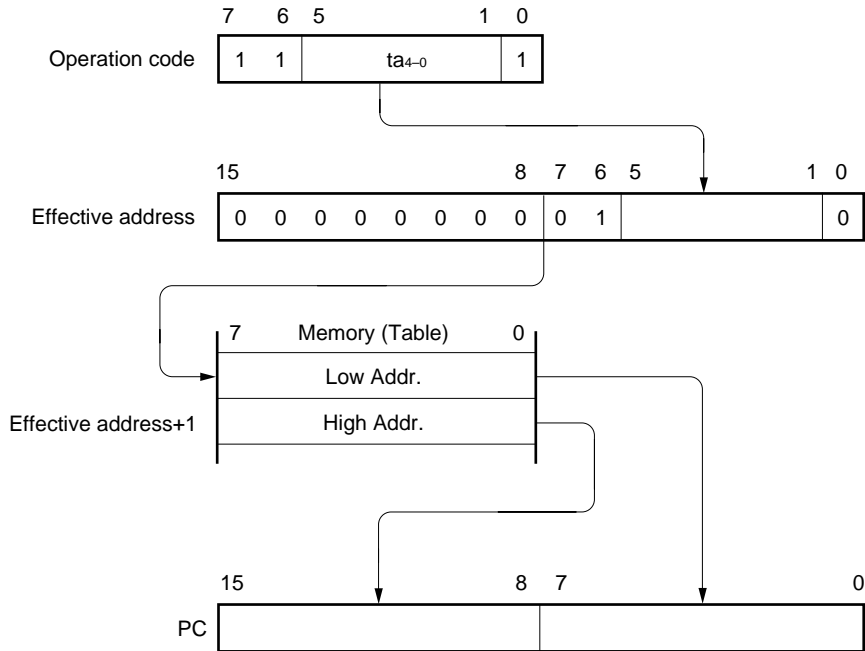 7 6 5 1 0
Operation code 1 1 ta4–0 1
15 8 7 6 5 1 0
Effective address 0 0 0 0 0 0 0 0 0 1 0
7 Memory (Table) 0
Low Addr.
Effective address+1 High Addr.
15 8 7 0
PC